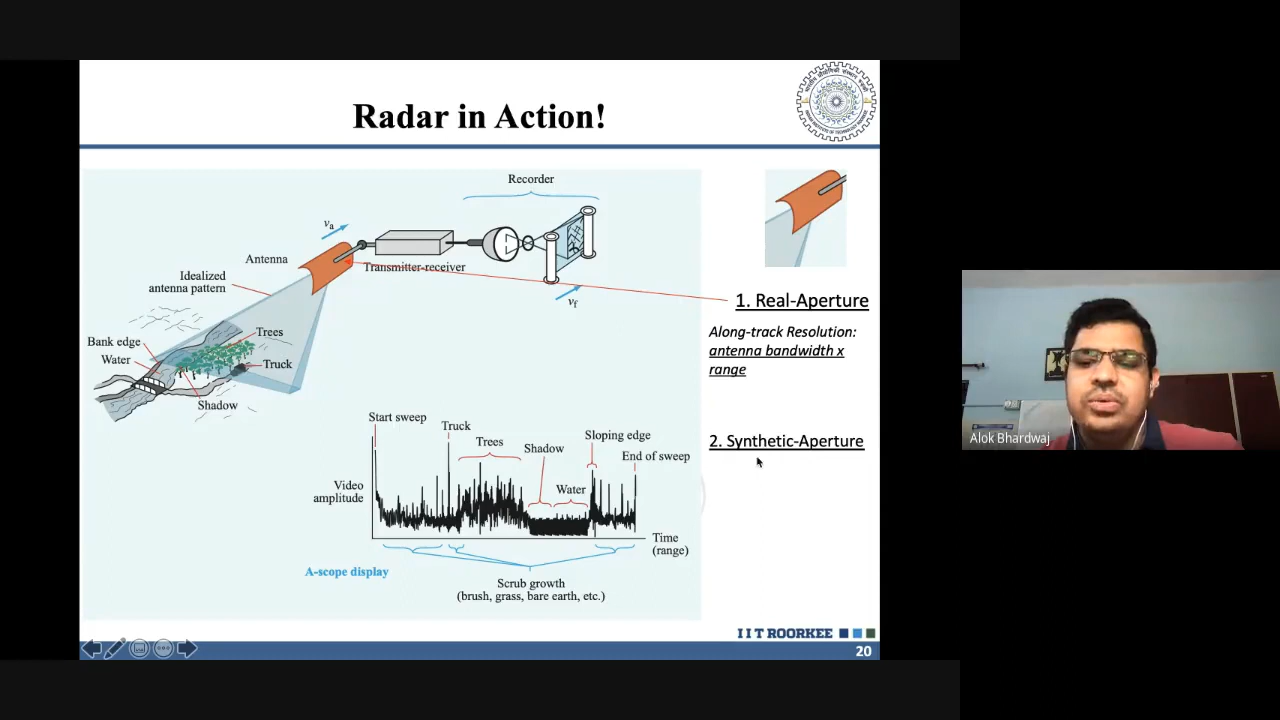 Radar in Action!
Recorder
va
Antenna
Transmitter-receiver
Idealized
antenna pattern
vf
Bank edge
Water
Trees
Truck
Shadow
1. Real-Aperture
Along-track Resolution:
antenna bandwidth x
range
2. Synthetic-Aperture
Start sweep
Truck
Trees
Shadow
Sloping edge
End of sweep
Water
Video
amplitude
Time
(range)
A-scope display
Scrub growth
(brush, grass, bare earth, etc.)
IIT ROORKEE
20
Alok Bhardwaj